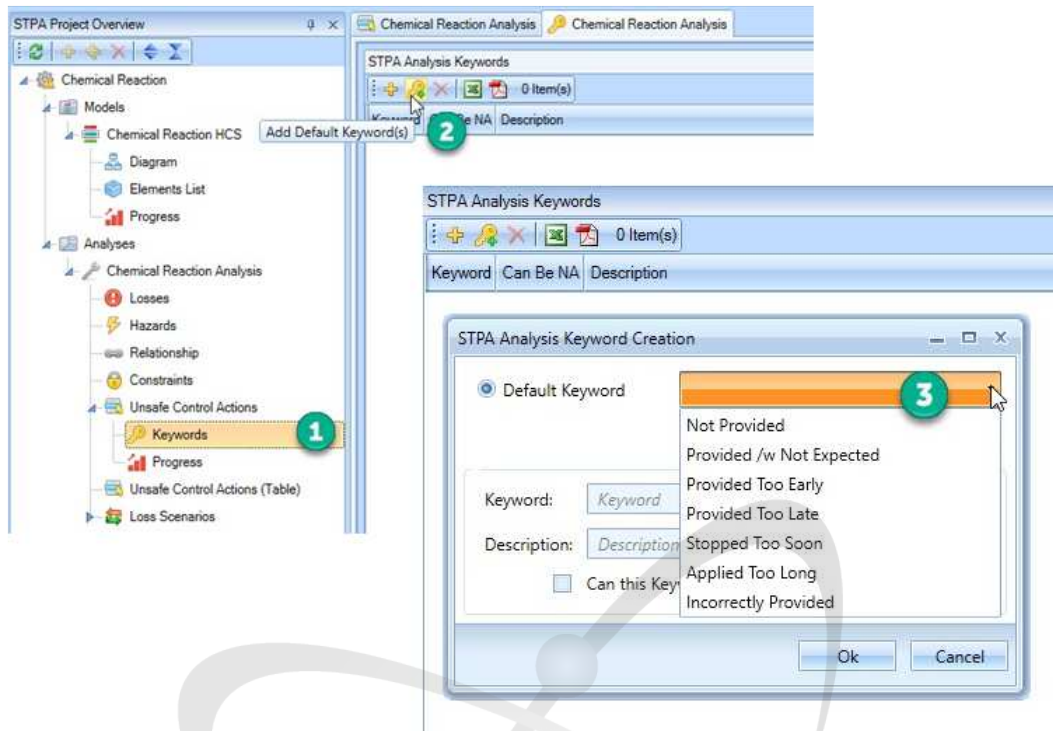 STPA Project Overview
Chemical Reaction
Models
Chemical Reaction HCS
Diagram
Elements List
Progress
Analyses
Chemical Reaction Analysis
Losses
Hazards
Relationship
Constraints
Unsafe Control Actions
Keywords
1
Progress
Unsafe Control Actions (Table)
Loss Scenarios
Chemical Reaction Analysis
Chemical Reaction Analysis
STPA Analysis Keywords
0 Item(s)
Be NA Description
Add Default Keyword(s)
2
STPA Analysis Keywords
0 Item(s)
Keyword Can Be NA Description
STPA Analysis Keyword Creation
Default Keyword
3
Not Provided
Provided /w Not Expected
Provided Too Early
Provided Too Late
Stopped Too Soon
Applied Too Long
Incorrectly Provided
Keyword: Keyword
Description: Description
Can this Key
Ok Cancel